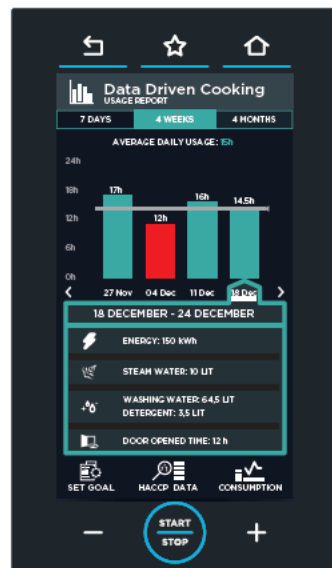 Data Driven Cooking
USAGE REPORT
7 DAYS 4 WEEKS 4 MONTHS
AVERAGE DAILY USAGE: 15h
24h
18h
12h
6h
0h
17h
12h
16h
14.5h
27 Nov 04 Dec 11 Dec 18 Dec
18 DECEMBER - 24 DECEMBER
ENERGY: 150 kWh
STEAM WATER: 10 LIT
WASHING WATER: 64,5 LIT
DETERGENT: 3,5 LIT
DOOR OPENED TIME: 12 h
SET GOAL HACCP DATA CONSUMPTION
START
STOP